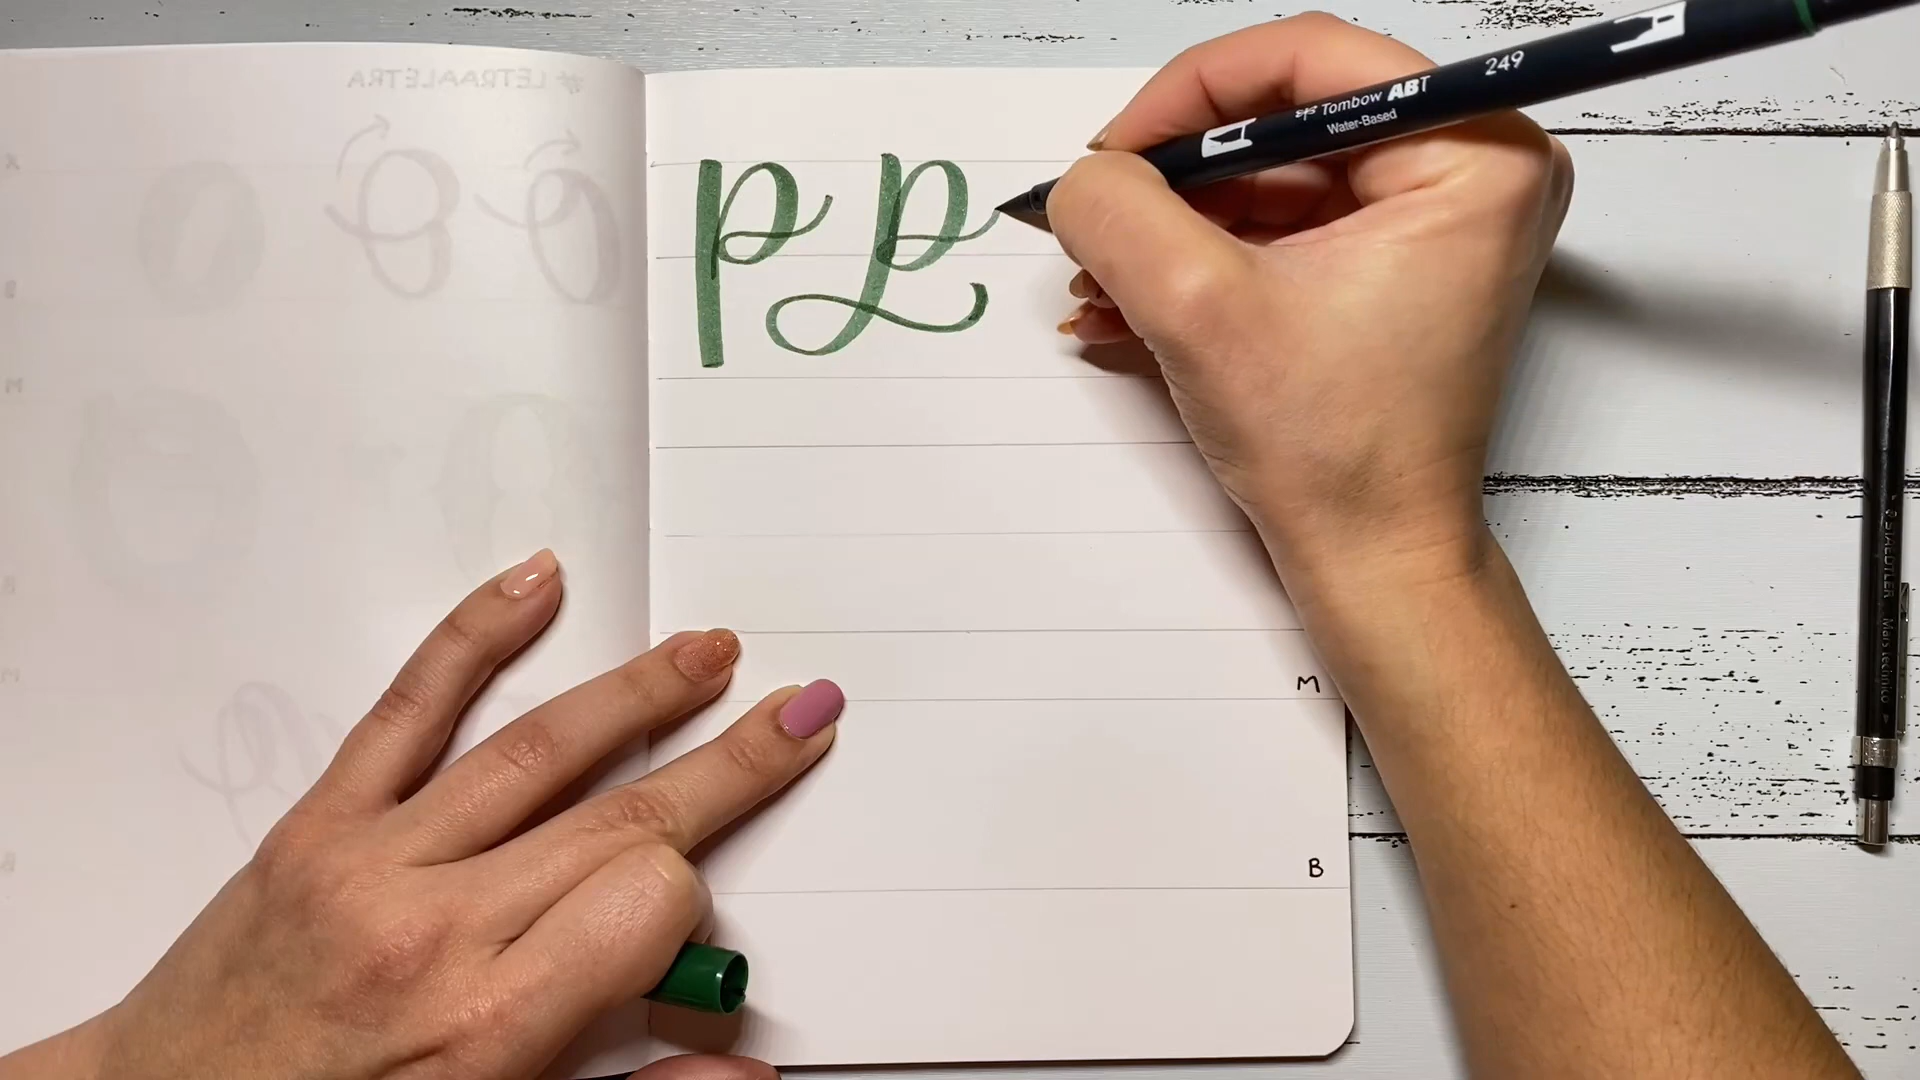 # LETRAALETRA
p p
Tombow ABT
Water-Based
249
STAEDTLER Mars technico
M
B